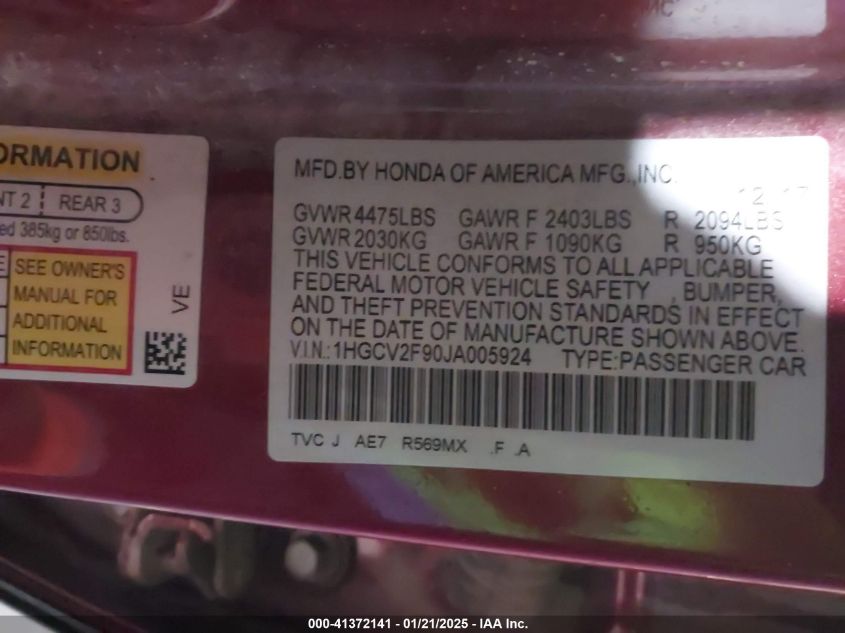 ORMATION
NT 2 REAR 3
ed 385kg or 850lbs.
E SEE OWNER'S
MANUAL FOR
ADDITIONAL
INFORMATION
VE
MC
MFD.BY HONDA OF AMERICA MFG.,INC.
12 17
GVWR 4475LBS GAWR F 2403LBS R 2094LBS
GVWR 2030KG GAWR F 1090KG R 950KG
THIS VEHICLE CONFORMS TO ALL APPLICABLE
FEDERAL MOTOR VEHICLE SAFETY , BUMPER,
AND THEFT PREVENTION STANDARDS IN EFFECT
ON THE DATE OF MANUFACTURE SHOWN ABOVE.
V.I.N.:1HGCV2F90JA005924 TYPE:PASSENGER CAR
TVC J AE7 R569MX .F .A
000-41372141 - 01/21/2025 - IAA Inc.